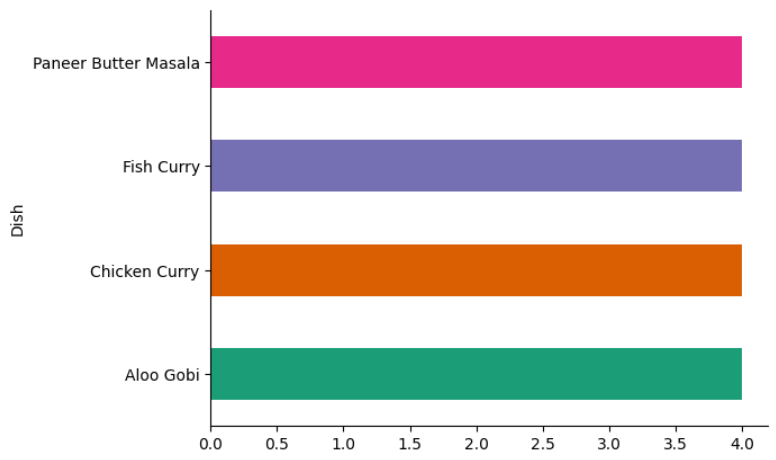 Paneer Butter Masala
Fish Curry
Dish
Chicken Curry
Aloo Gobi
0.0 0.5 1.0 1.5 2.0 2.5 3.0 3.5 4.0